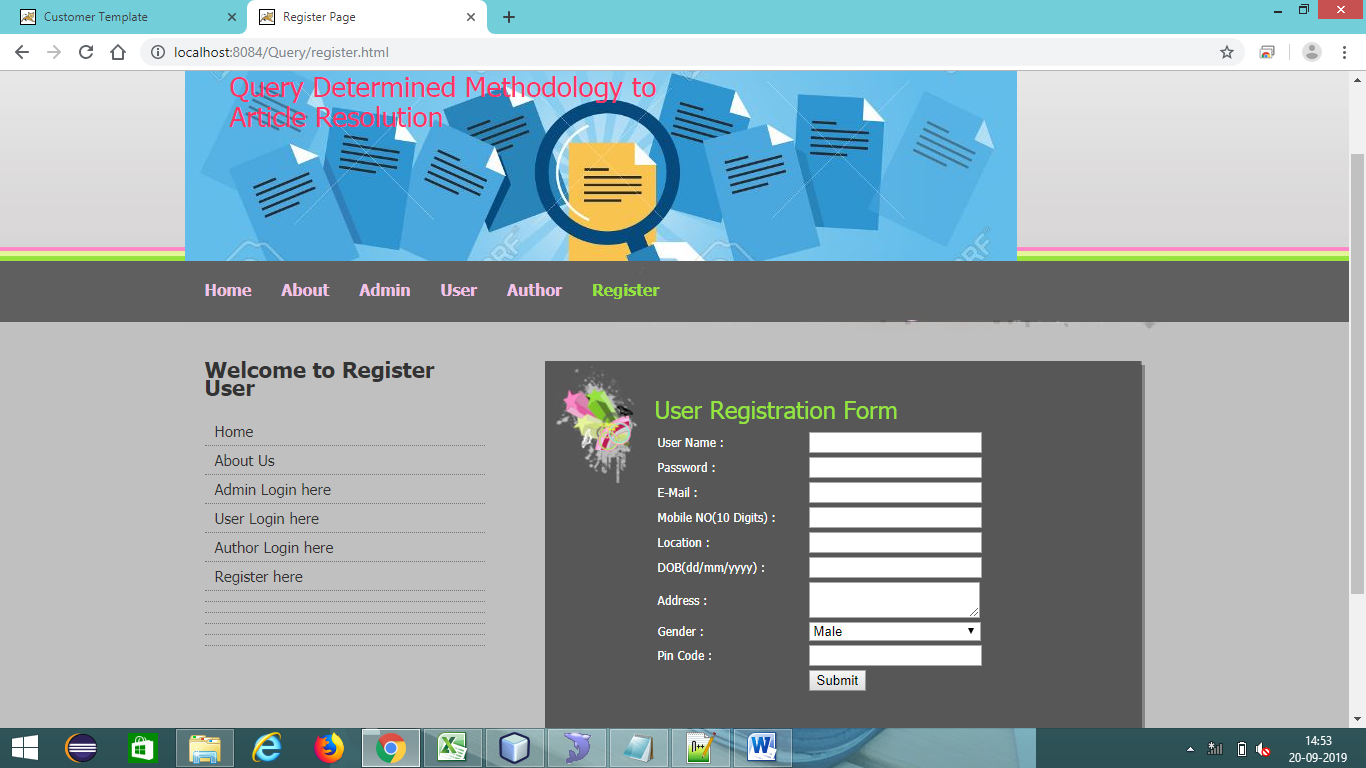 Customer Template
Register Page
localhost:8084/Query/register.html
Query Determined Methodology to
Article Resolution
Home About Admin User Author Register
Welcome to Register
User
Home
About Us
Admin Login here
User Login here
Author Login here
Register here
User Registration Form
User Name :
Password :
E-Mail :
Mobile NO(10 Digits) :
Location :
DOB(dd/mm/yyyy) :
Address :
Gender : Male
Pin Code :
Submit
14:53
20-09-2019